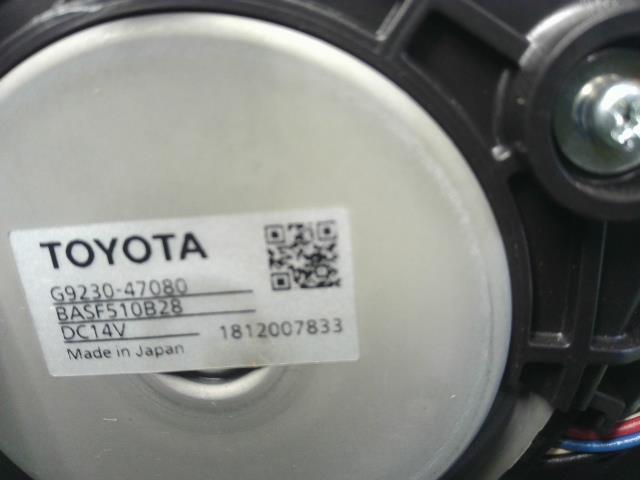 TOYOTA
G9230-47080
BASF510B28
DC14V
1812007833
Made in Japan